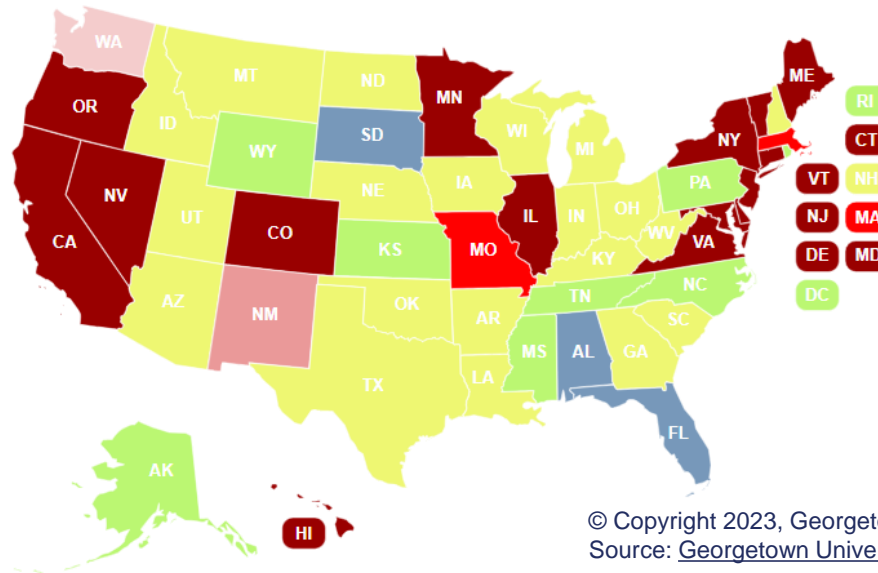 WA
MT
ND
MN
ME
OR
ID
SD
WI
NY
RI
WY
MI
CT
IA
PA
VT
NH
NV
NE
UT
IL
IN
OH
NJ
MA
CA
CO
WV
VA
KS
MO
KY
DE
MD
NC
DC
TN
AZ
NM
OK
AR
SC
MS
AL
GA
TX
LA
FL
AK
HI
© Copyright 2023, Georget
Source: Georgetown Unive